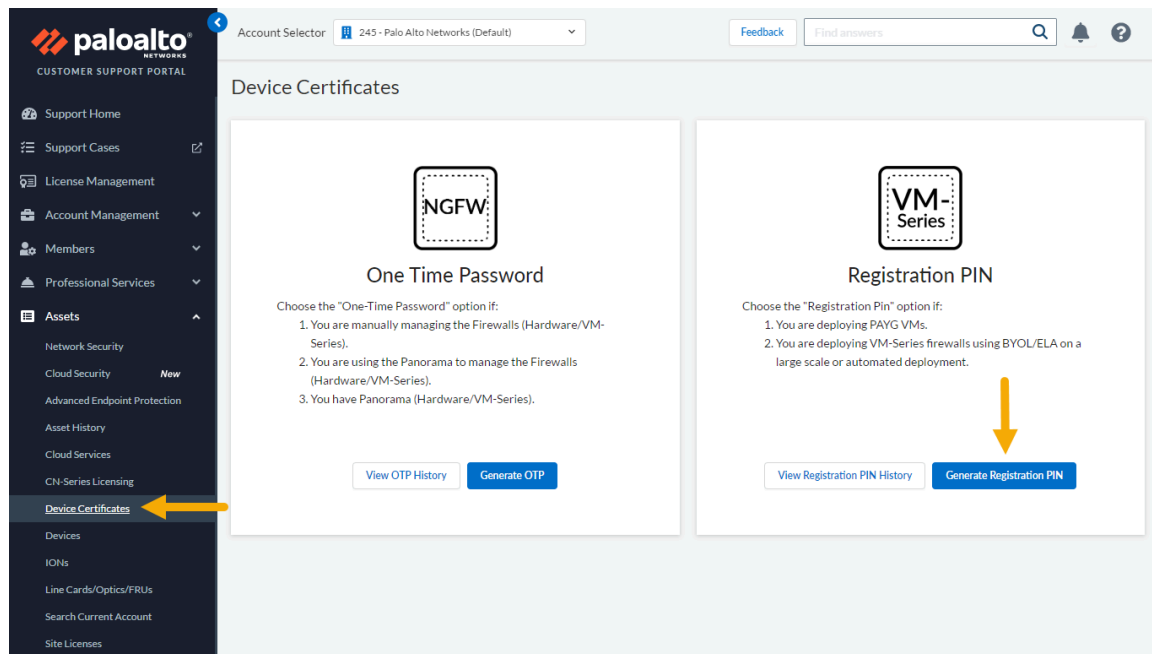 paloalto®
NETWORKS
CUSTOMER SUPPORT PORTAL
Support Home
Support Cases
License Management
Account Management
Members
Professional Services
Assets
Network Security
Cloud Security New
Advanced Endpoint Protection
Asset History
Cloud Services
CN-Series Licensing
Device Certificates
Devices
IONs
Line Cards/Optics/FRUs
Search Current Account
Site Licenses
Account Selector 245 - Palo Alto Networks (Default) Feedback Find answers
Device Certificates
NGFW
One Time Password
Choose the "One-Time Password" option if:
1. You are manually managing the Firewalls (Hardware/VM-
Series).
2. You are using the Panorama to manage the Firewalls
(Hardware/VM-Series).
3. You have Panorama (Hardware/VM-Series).
View OTP History Generate OTP
VM-
Series
Registration PIN
Choose the "Registration Pin" option if:
1. You are deploying PAYG VMs.
2. You are deploying VM-Series firewalls using BYOL/ELA on a
large scale or automated deployment.
View Registration PIN History Generate Registration PIN